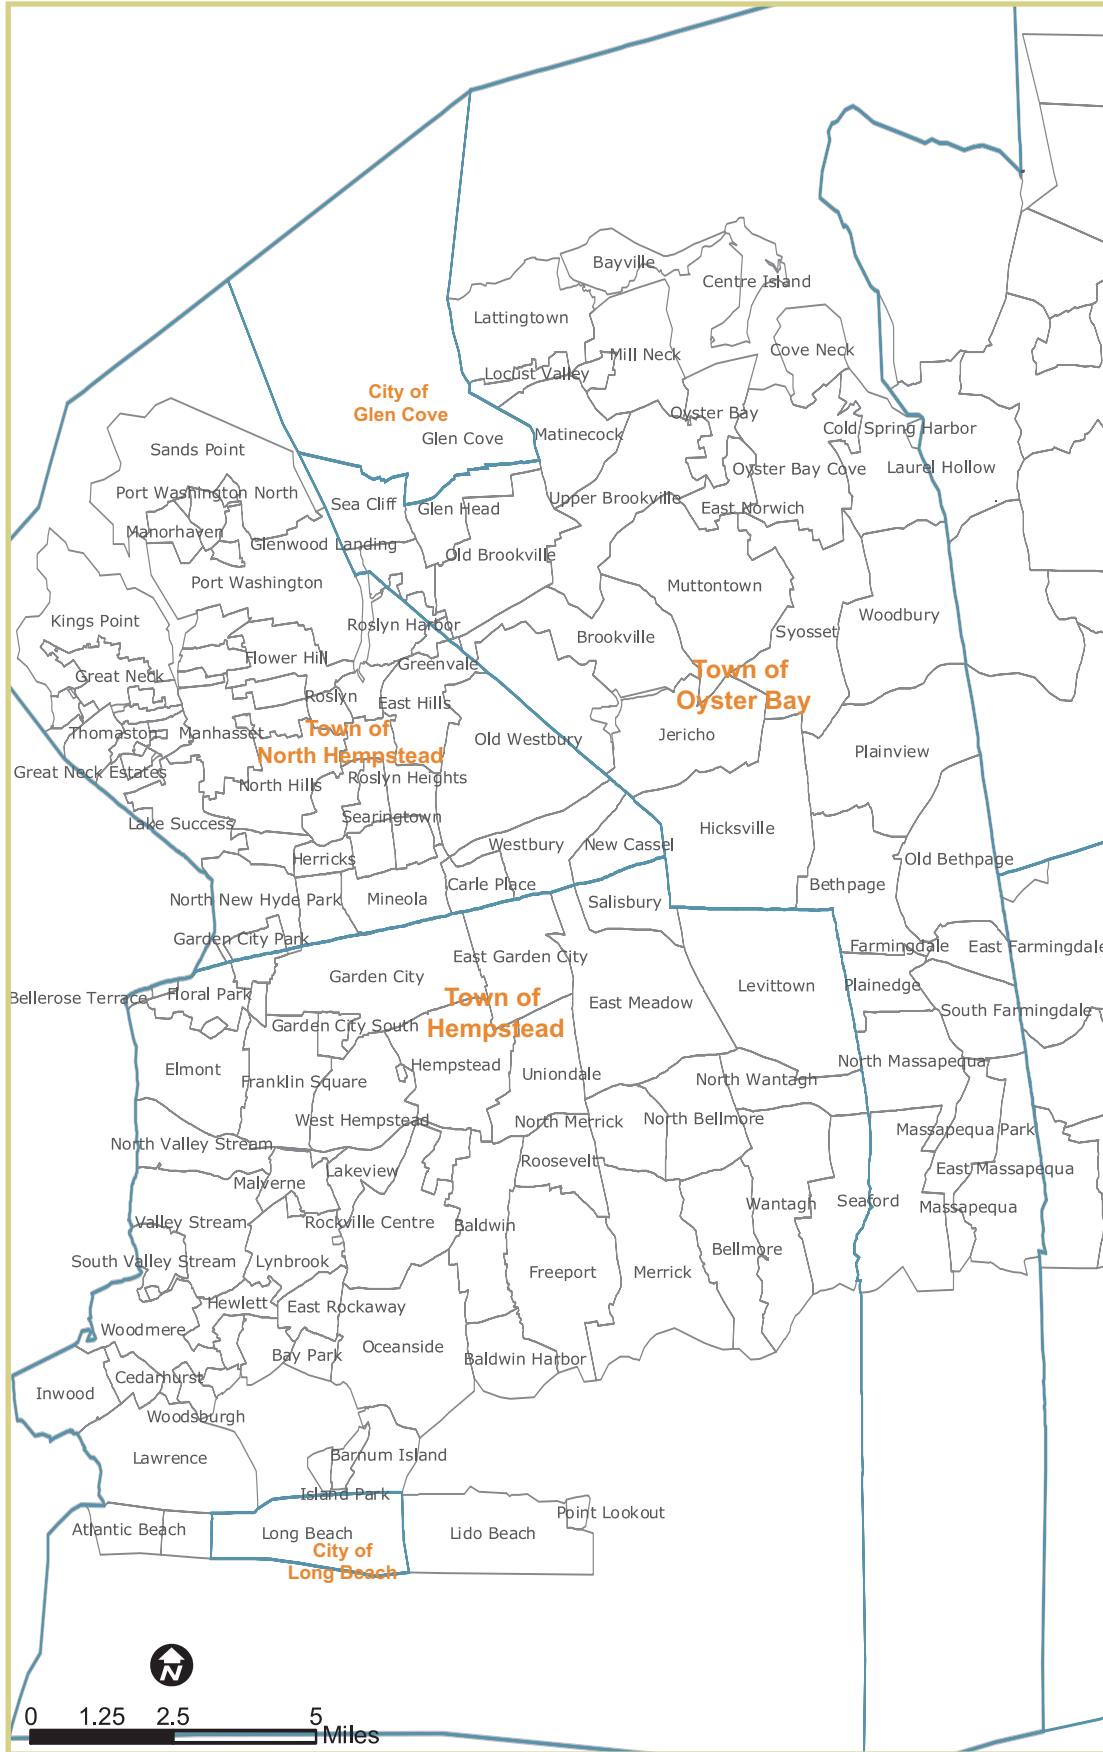 Bayville
Centre Island
Lattingtown
Mill Neck
Cove Neck
Locust Valley
City of
Glen Cove
Oyster Bay
Glen Cove
Matinecock
Cold Spring Harbor
Sands Point
Oyster Bay Cove
Laurel Hollow
Port Washington North
Sea Cliff
Glen Head
Upper Brookville
East Norwich
Manorhaven
Glenwood Landing
Old Brookville
Port Washington
Muttontown
Kings Point
Roslyn Harbor
Brookville
Syosset
Woodbury
Flower Hill
Greenvale
Great Neck
Roslyn
East Hills
Town of
Oyster Bay
Thomaston
Manhasset
Town of
North Hempstead
Old Westbury
Jericho
Plainview
Great Neck Estates
North Hills
Roslyn Heights
Lake Success
Searingtown
Hicksville
Herricks
Westbury
New Cassel
Old Bethpage
North New Hyde Park
Mineola
Carle Place
Salisbury
Bethpage
Garden City Park
Farmingdale
East Farmingdale
Garden City
East Garden City
Bellerose Terrace
Floral Park
Town of
Hempstead
East Meadow
Levittown
Plainedge
Garden City South
South Farmingdale
Elmont
Franklin Square
Hempstead
Uniondale
North Wantagh
North Massapequa
West Hempstead
North Merrick
North Bellmore
Massapequa Park
North Valley Stream
Malverne
Lakeview
Roosevelt
East Massapequa
Valley Stream
Rockville Centre
Baldwin
Wantagh
Seaford
Massapequa
South Valley Stream
Lynbrook
Freeport
Merrick
Bellmore
Hewlett
East Rockaway
Woodmere
Bay Park
Oceanside
Baldwin Harbor
Inwood
Cedarhurst
Woodsburgh
Lawrence
Barnum Island
Island Park
Atlantic Beach
Long Beach
Lido Beach
Point Lookout
City of
Long Beach
N
0 1.25 2.5 5
Miles